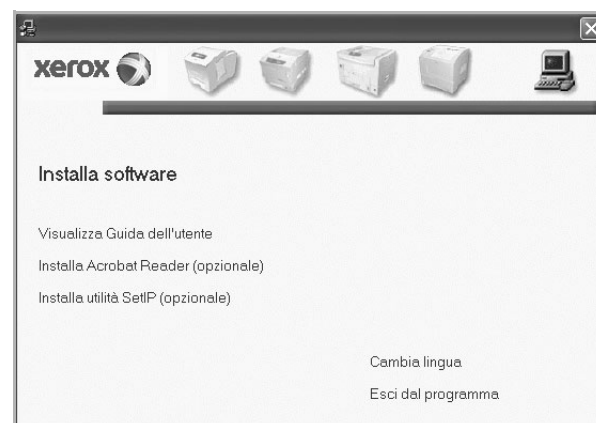 xerox
Installa software
Visualizza Guida dell'utente
Installa Acrobat Reader (opzionale)
Installa utilità SetIP (opzionale)
Cambia lingua
Esci dal programma